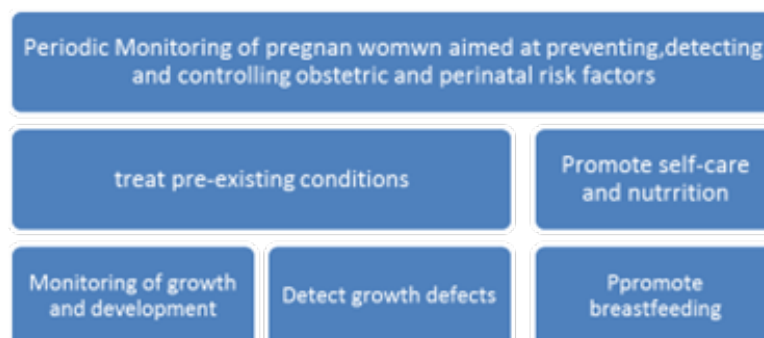 Periodic Monitoring of pregnan womwn aimed at preventing,detecting
and controlling obstetric and perinatal risk factors
treat pre-existing conditions
Promote self-care
and nutrrition
Monitoring of growth
and development
Detect growth defects
Ppromote
breastfeeding